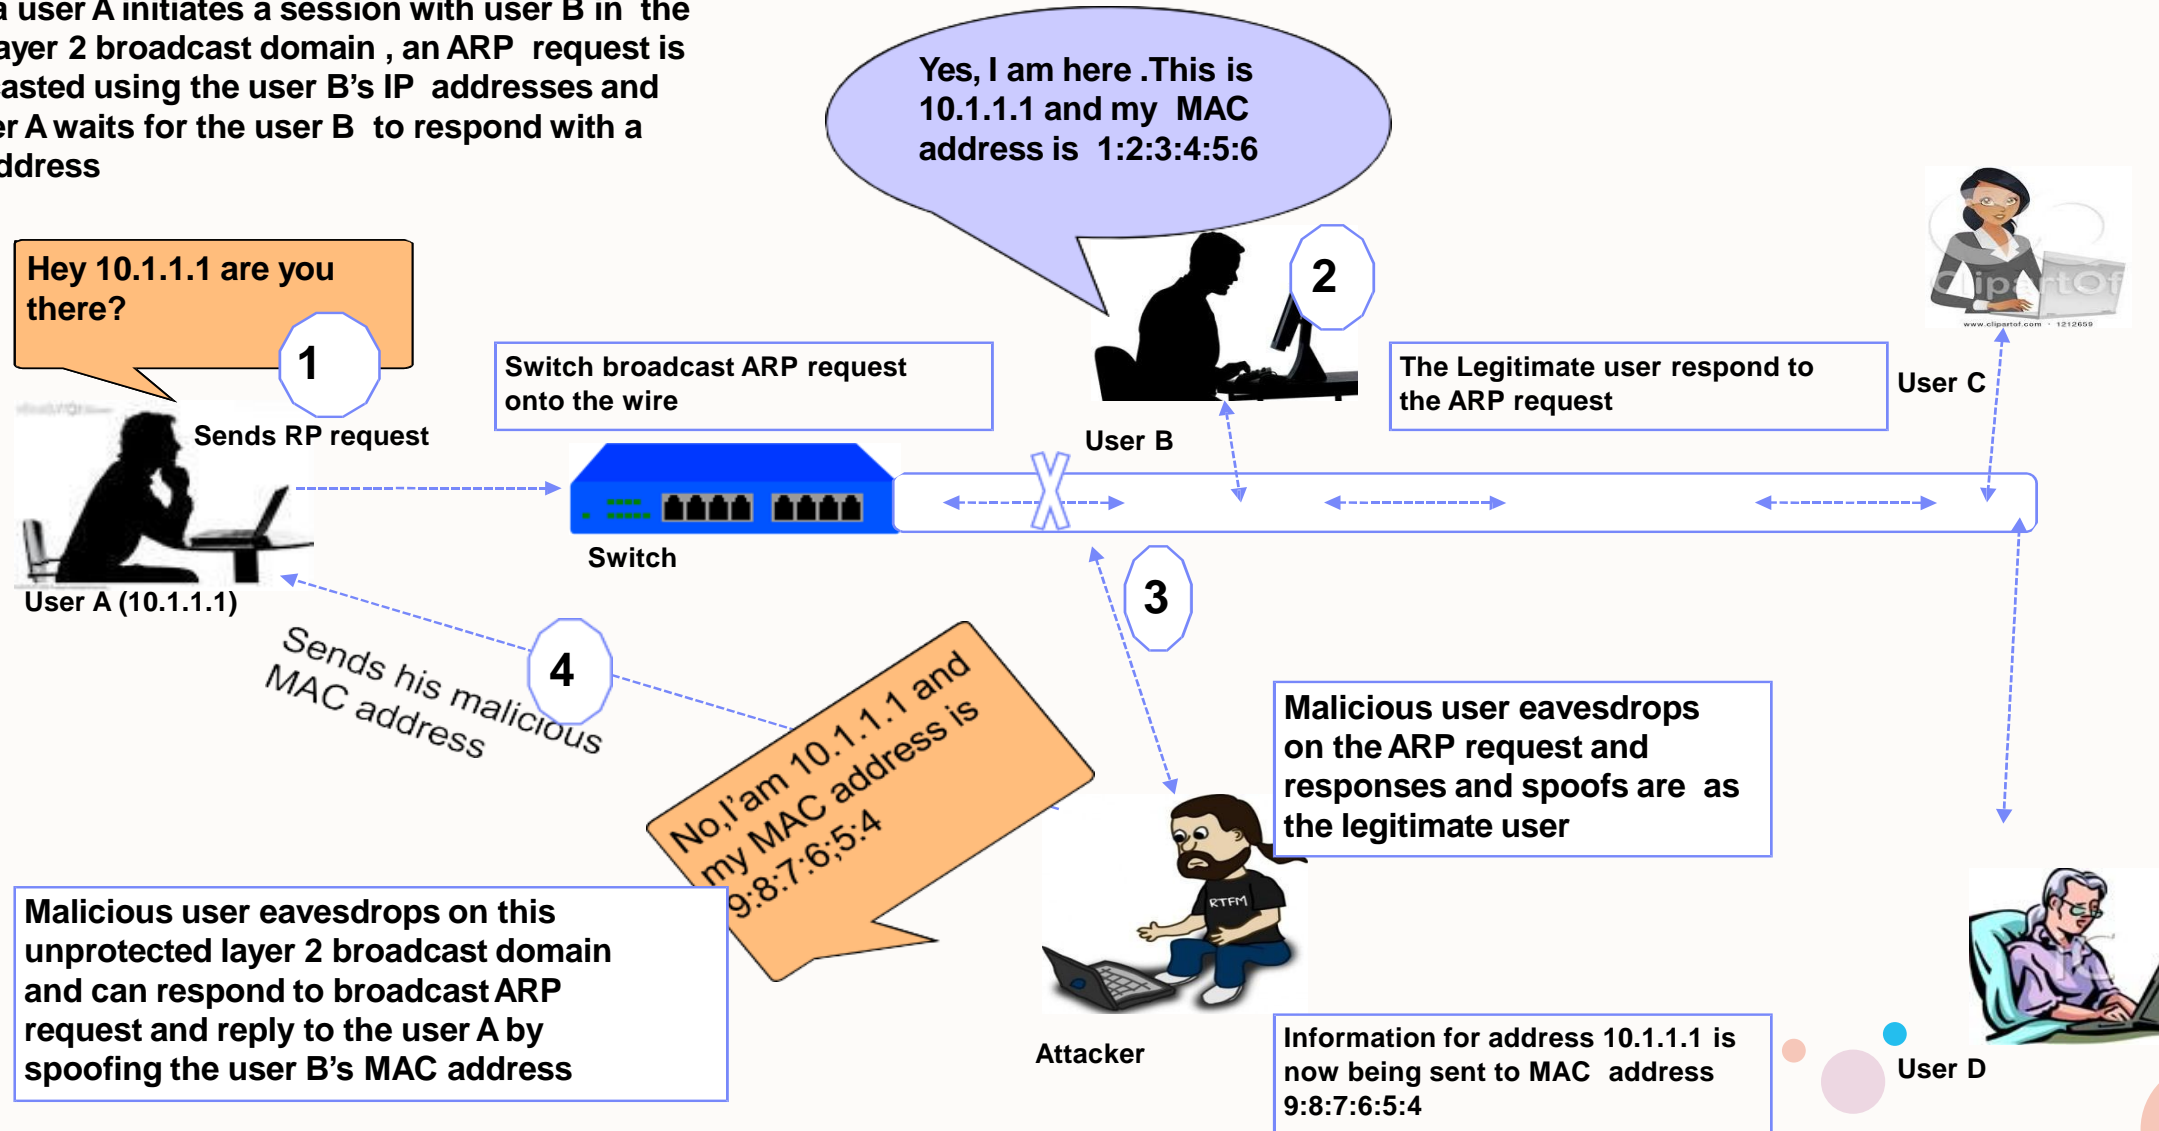 a user A initiates a session with user B in the
ayer 2 broadcast domain , an ARP request is
casted using the user B’s IP addresses and
er A waits for the user B to respond with a
ddress
Yes, I am here .This is
10.1.1.1 and my MAC
address is 1:2:3:4:5:6
Hey 10.1.1.1 are you
there?
1
2
Switch broadcast ARP request
onto the wire
The Legitimate user respond to
the ARP request
ClipartOf
www.clipartof.com · 1212659
User C
Sends RP request
User B
Switch
User A (10.1.1.1)
3
4
Sends his malicious
MAC address
No,I’am 10.1.1.1 and
my MAC address is
9:8:7:6;5:4
Malicious user eavesdrops
on the ARP request and
responses and spoofs are as
the legitimate user
RTFM
Malicious user eavesdrops on this
unprotected layer 2 broadcast domain
and can respond to broadcast ARP
request and reply to the user A by
spoofing the user B’s MAC address
Attacker
Information for address 10.1.1.1 is
now being sent to MAC address
9:8:7:6:5:4
User D